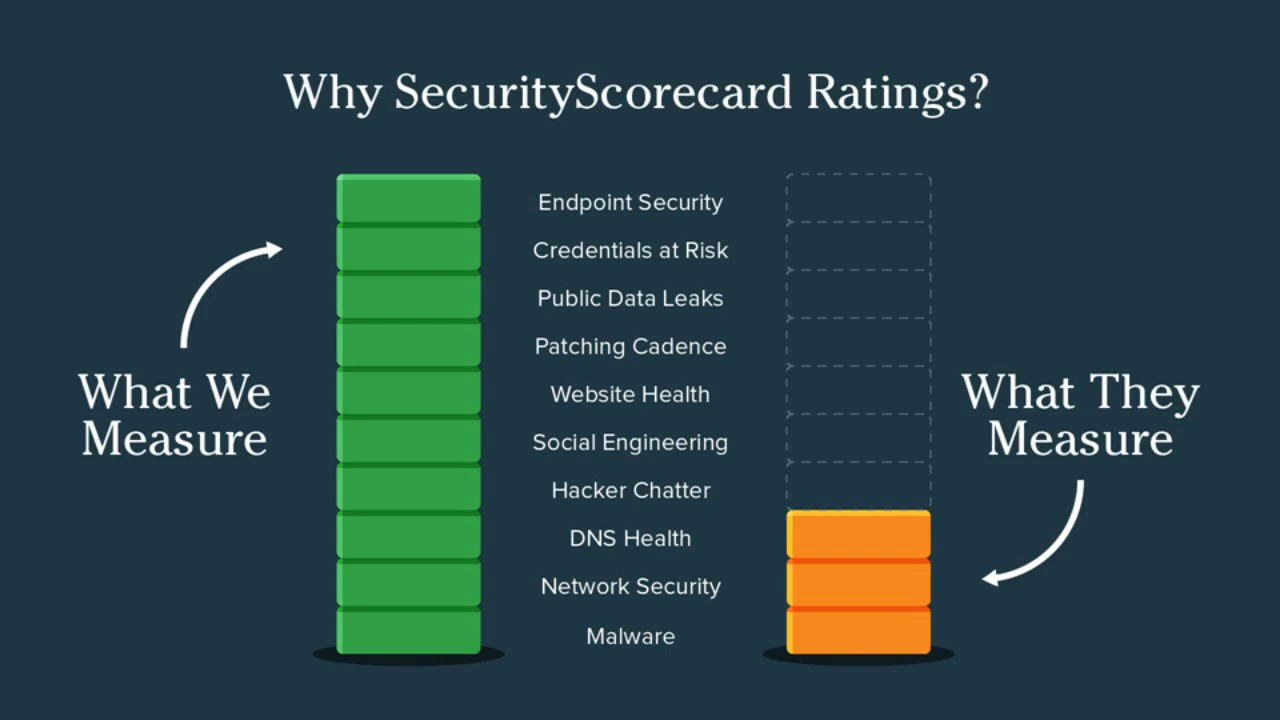 Why SecurityScorecard Ratings?
What We
Measure
Endpoint Security
Credentials at Risk
Public Data Leaks
Patching Cadence
Website Health
Social Engineering
Hacker Chatter
DNS Health
Network Security
Malware
What They
Measure